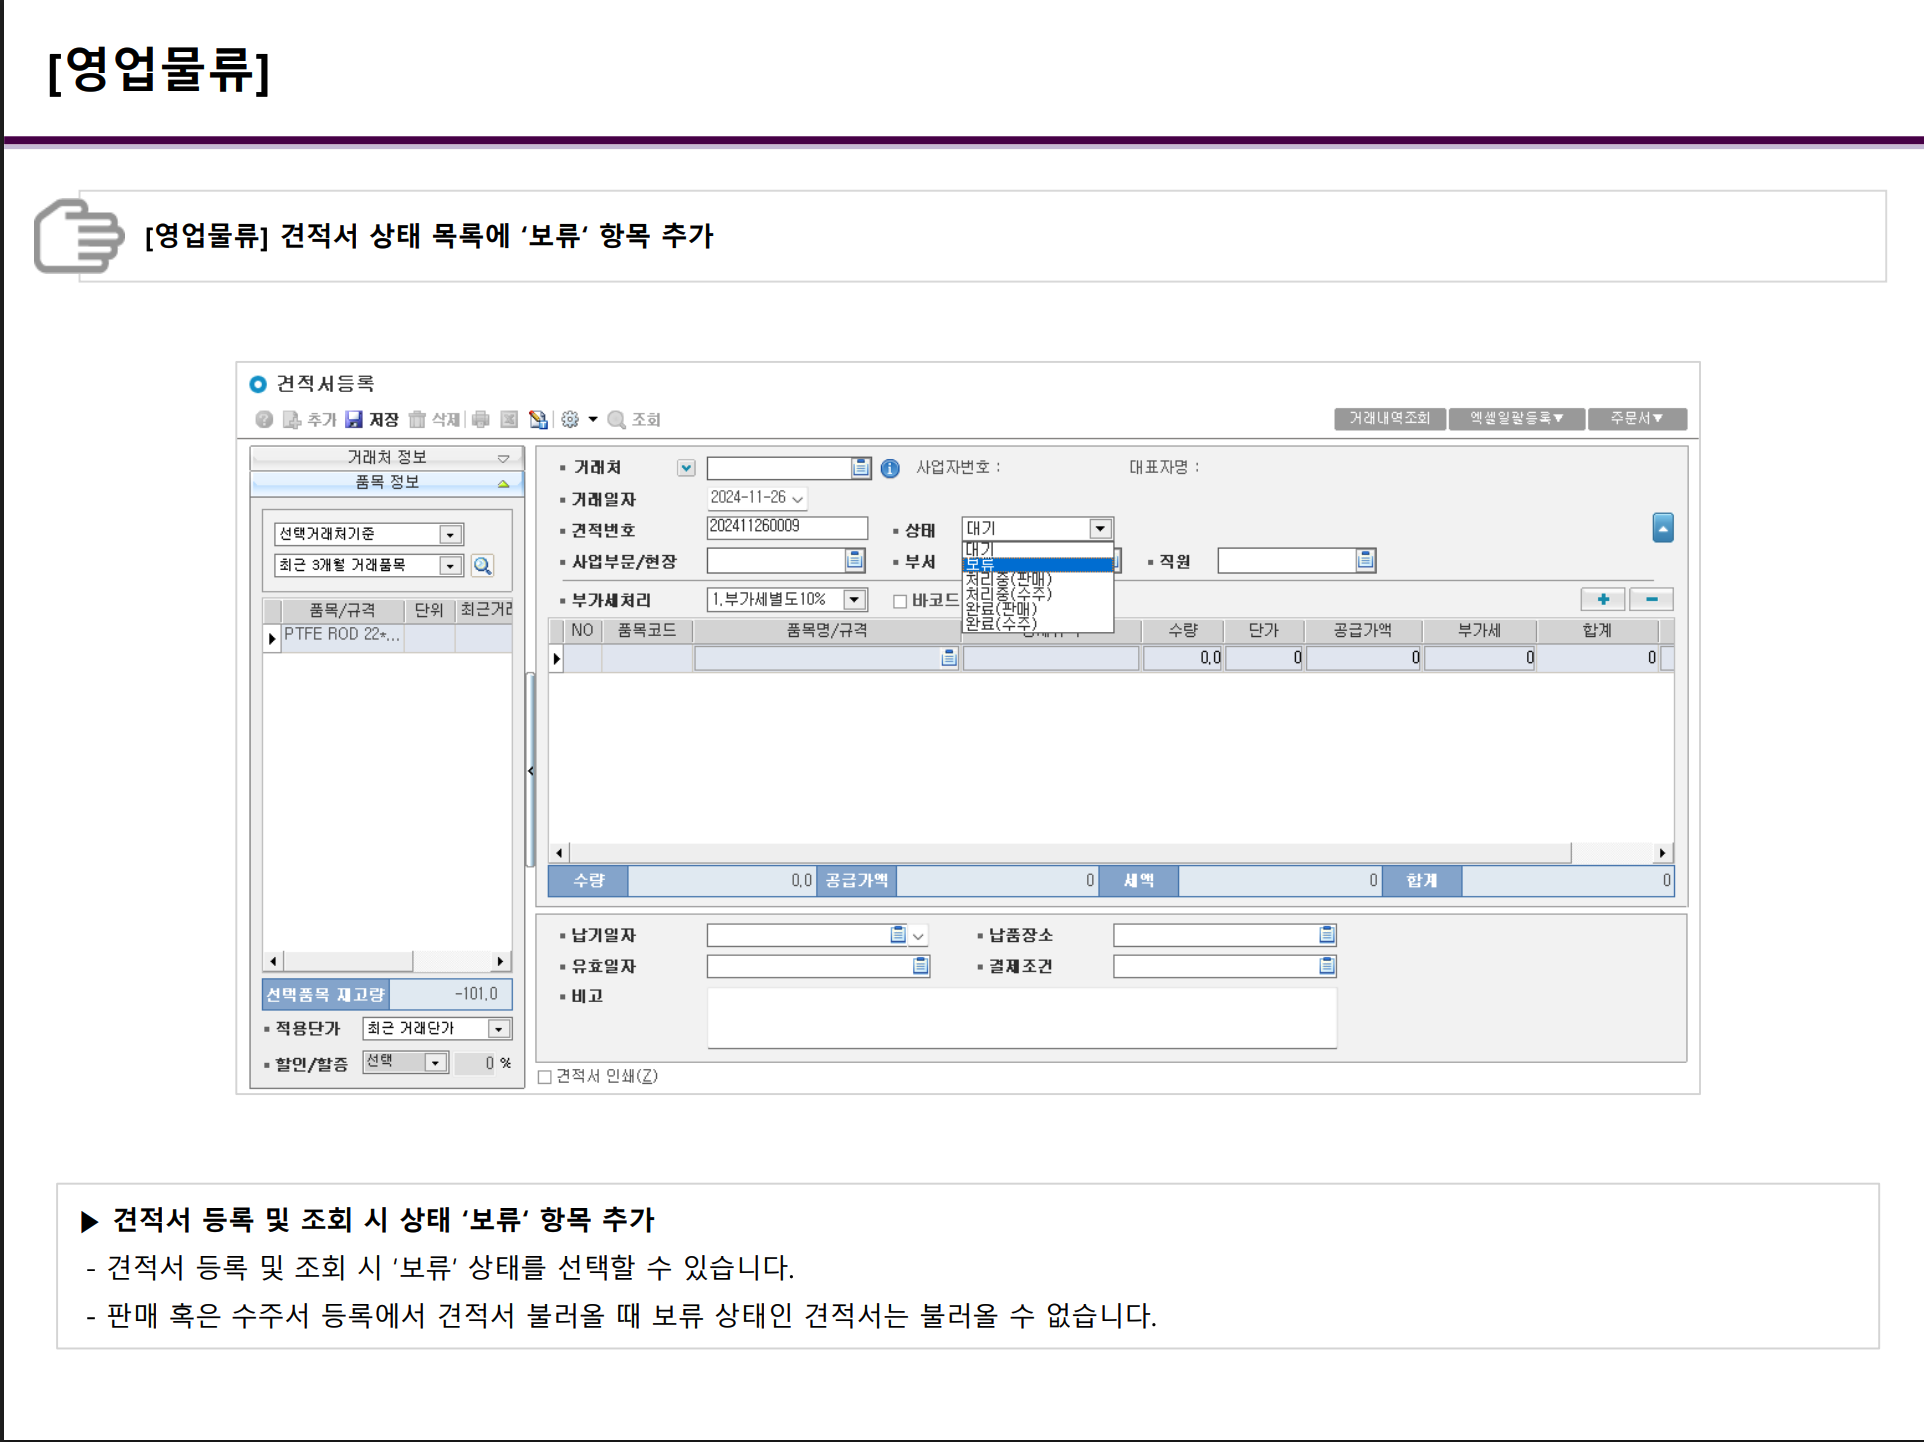 [영업물류]
[영업물류] 견적서 상태 목록에 ‘보류‘ 항목 추가
견적서등록
추가 저장 삭제 조회
거래내역조회 엑셀일괄등록▼ 주문서▼
거래처 정보
품목 정보
선택거래처기준
최근 3개월 거래품목
품목/규격 단위 최근거래
PTFE ROD 22*...
선택품목 재고량 -101.0
적용단가 최근 거래단가
할인/할증 선택 0 %
거래처 사업자번호 : 대표자명 :
거래일자 2024-11-26
견적번호 202411260009 상태 대기
사업부문/현장 부서 직원
대기
보류
처리중(판매)
처리중(수주)
완료(판매)
완료(수주)
부가세처리 1.부가세별도10% 바코드
NO 품목코드 품목명/규격 수량 단가 공급가액 부가세 합계
0.0 0 0 0 0
수량 0.0 공급가액 0 세액 0 합계 0
납기일자 납품장소
유효일자 결제조건
비고
견적서 인쇄(Z)
▶ 견적서 등록 및 조회 시 상태 ‘보류‘ 항목 추가
- 견적서 등록 및 조회 시 ‘보류’ 상태를 선택할 수 있습니다.
- 판매 혹은 수주서 등록에서 견적서 불러올 때 보류 상태인 견적서는 불러올 수 없습니다.